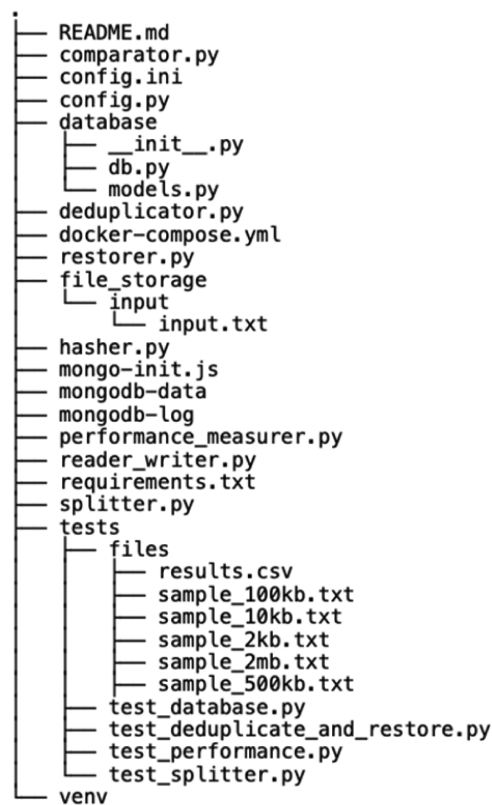 .
├── README.md
├── comparator.py
├── config.ini
├── config.py
├── database
│   ├── __init__.py
│   ├── db.py
│   └── models.py
├── deduplicator.py
├── docker-compose.yml
├── restorer.py
├── file_storage
│   └── input
│       └── input.txt
├── hasher.py
├── mongo-init.js
├── mongodb-data
├── mongodb-log
├── performance_measurer.py
├── reader_writer.py
├── requirements.txt
├── splitter.py
├── tests
│   ├── files
│   │   ├── results.csv
│   │   ├── sample_100kb.txt
│   │   ├── sample_10kb.txt
│   │   ├── sample_2kb.txt
│   │   ├── sample_2mb.txt
│   │   └── sample_500kb.txt
│   ├── test_database.py
│   ├── test_deduplicate_and_restore.py
│   ├── test_performance.py
│   └── test_splitter.py
└── venv